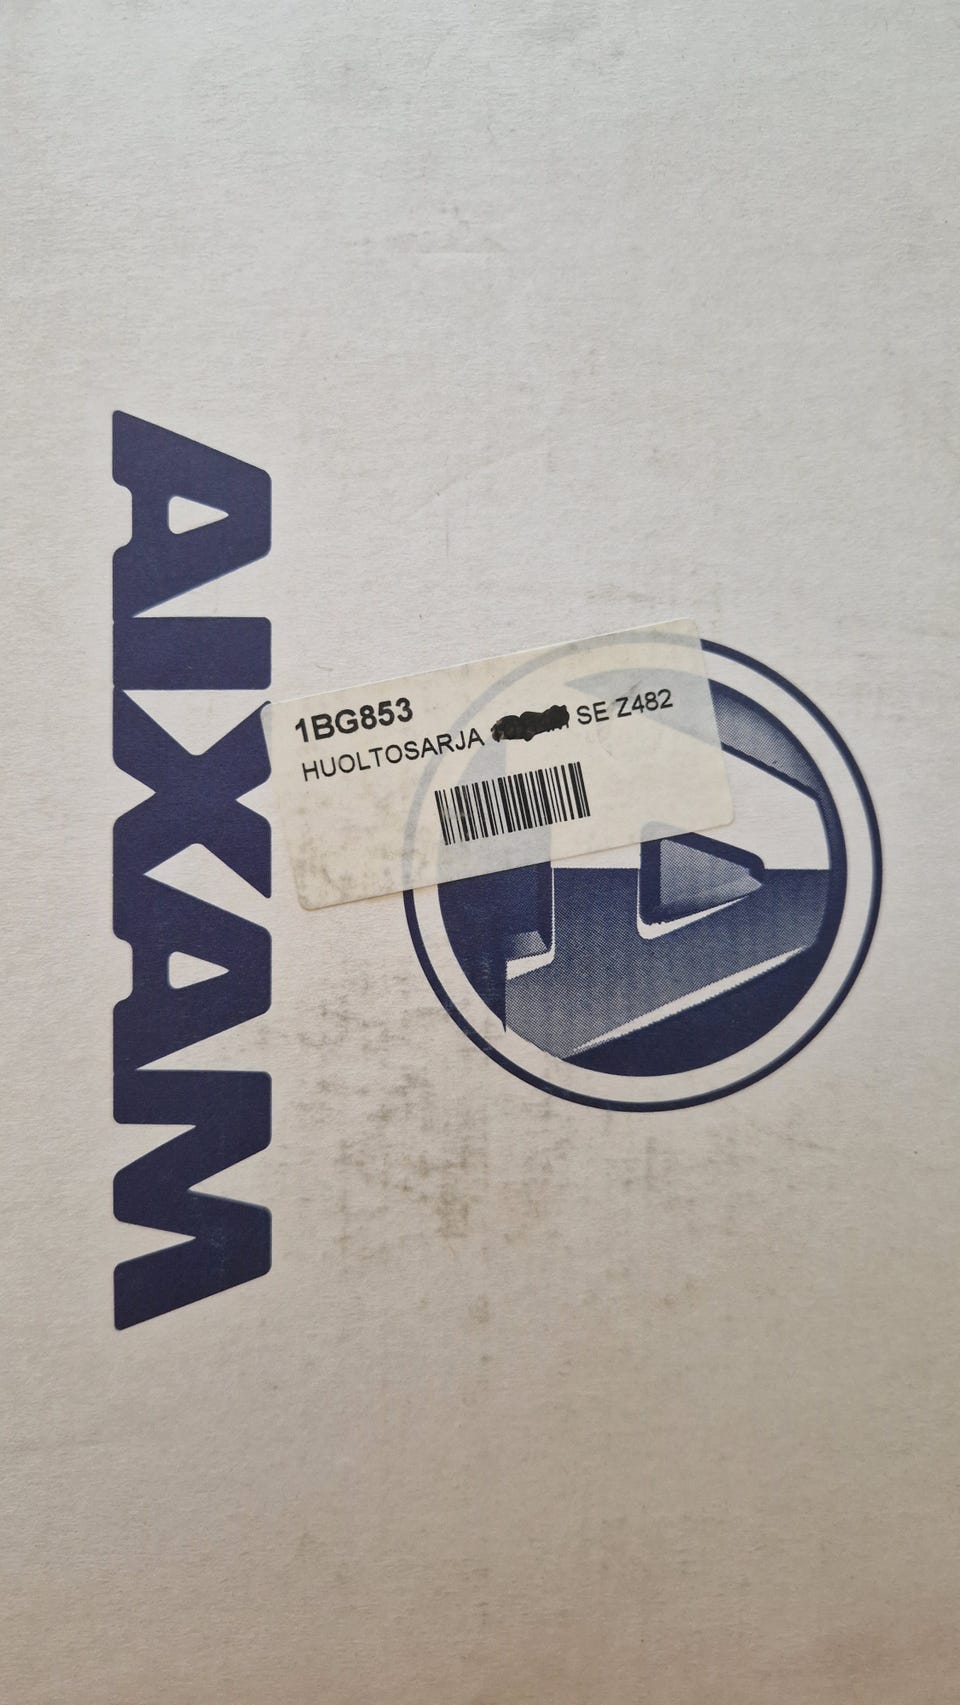 AIXAM
1BG853
HUOLTOSARJA SE Z482